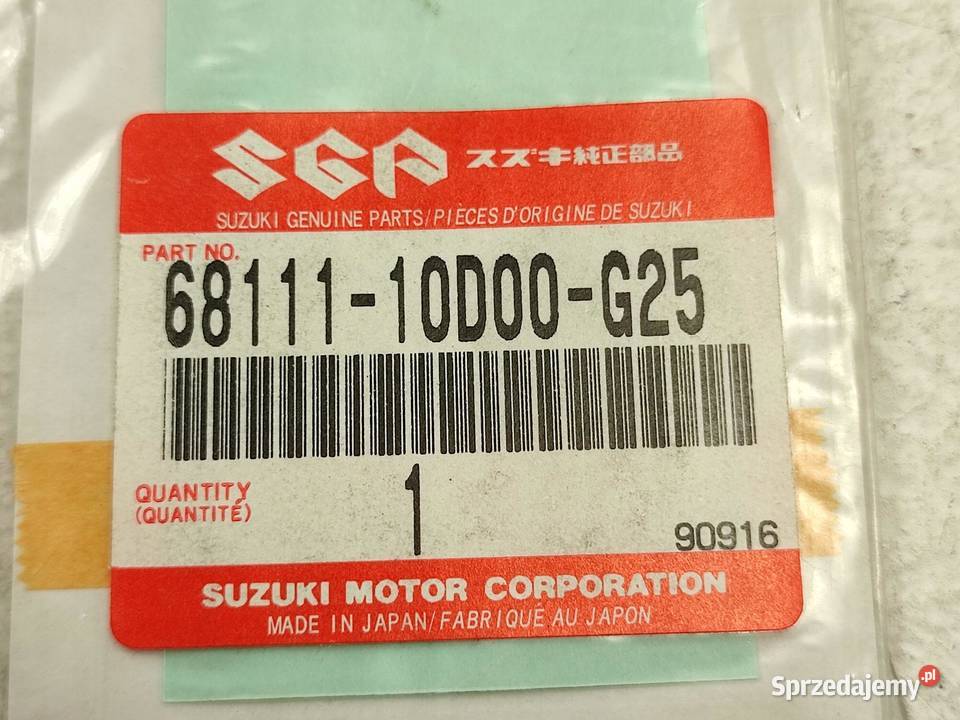 SGP スズキ純正部品
SUZUKI GENUINE PARTS/PIÈCES D'ORIGINE DE SUZUKI
PART NO.
68111-10D00-G25
QUANTITY 1
(QUANTITÉ)
90916
SUZUKI MOTOR CORPORATION
MADE IN JAPAN/FABRIQUÉ AU JAPON
Sprzedajemy.pl